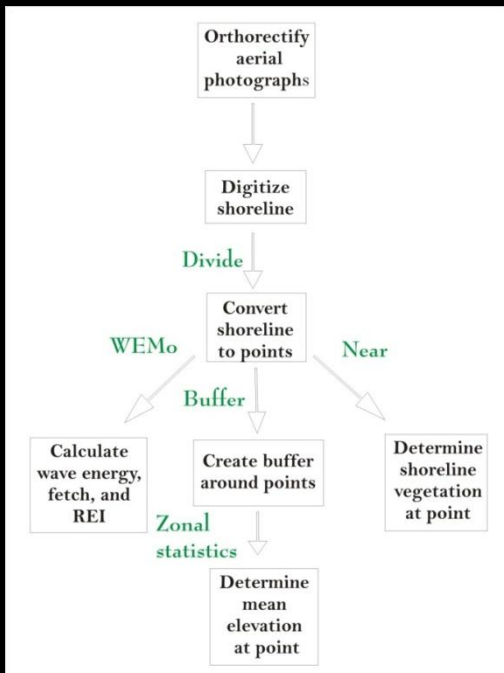 Orthorectify
aerial
photographs
Digitize
shoreline
Divide
Convert
shoreline
to points
WEMo
Near
Buffer
Calculate
wave energy,
fetch, and
REI
Create buffer
around points
Determine
shoreline
vegetation
at point
Zonal
statistics
Determine
mean
elevation
at point